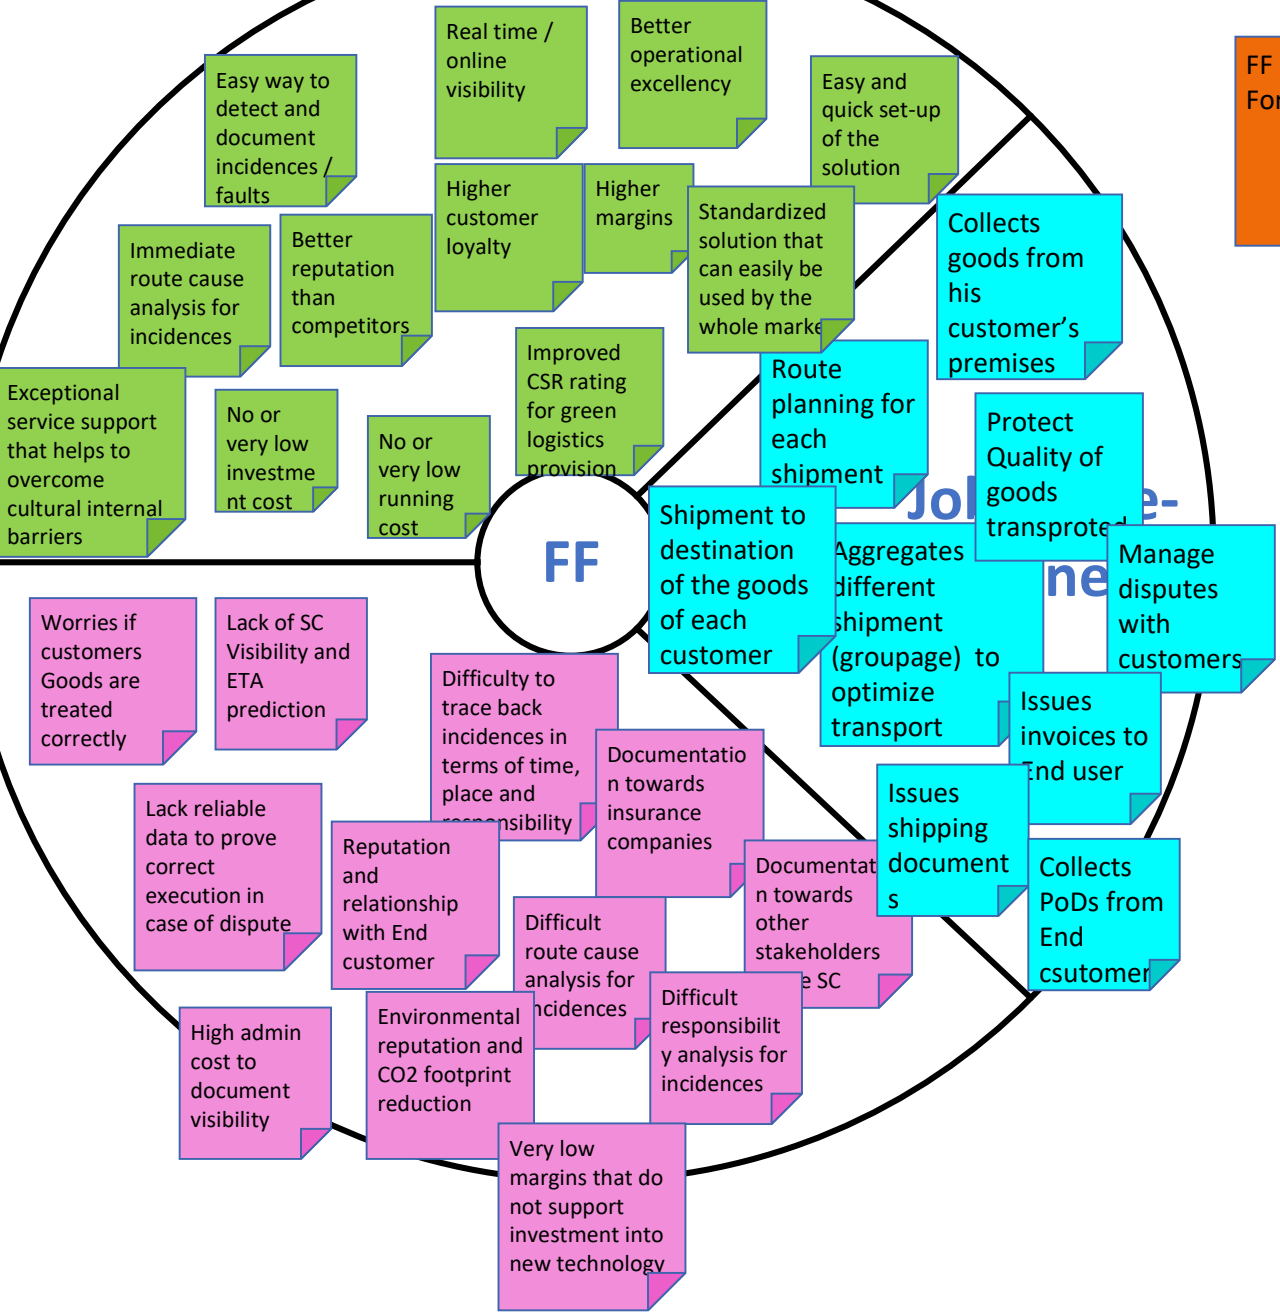 Real time /
online
visibility
Better
operational
excellency
Easy way to
detect and
document
incidences /
faults
Easy and
quick set-up
of the
solution
FF
Higher
customer
loyalty
Higher
margins
Standardized
solution that
can easily be
used by the
whole
Immediate
route cause
analysis for
incidences
Better
reputation
than
competitors
Improved
CSR rating
for green
logistics
provision
Exceptional
service support
that helps to
overcome
cultural internal
barriers
No or
very low
investme
nt cost
No or
very low
running
cost
FF
Collects
goods from
his
customer’s
premises
Route
planning for
each
shipment
Protect
Quality of
goods
transproted
Shipment to
destination
of the goods
of each
customer
Aggregates
different
shipment
(groupage) to
optimize
transport
Manage
disputes
with
customers
Issues
invoices to
End user
Issues
shipping
document
s
Collects
PoDs from
End
csutomer
Worries if
customers
Goods are
treated
correctly
Lack of SC
Visibility and
ETA
prediction
Difficulty to
trace back
incidences in
terms of time,
place and
responsibility
Documentatio
n towards
insurance
companies
Lack reliable
data to prove
correct
execution in
case of dispute
Reputation
and
relationship
with End
customer
Documentat
n towards
other
stakeholders
SC
Difficult
route cause
analysis for
incidences
Difficult
responsibilit
y analysis for
incidences
High admin
cost to
document
visibility
Environmental
reputation and
CO2 footprint
reduction
Very low
margins that do
not support
investment into
new technology